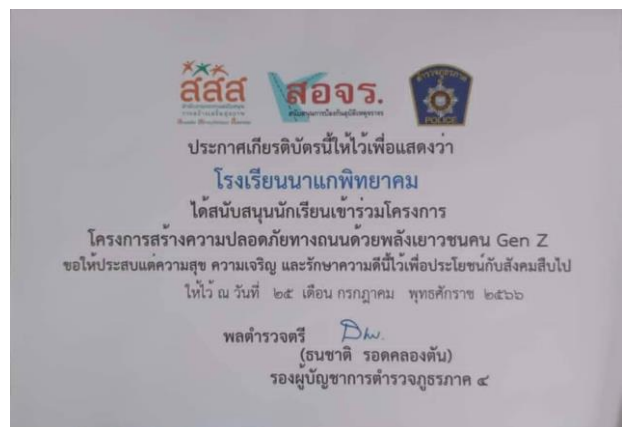 สสส
สอจร.
POLICE
ประกาศเกียรติบัตรนี้ให้ไว้เพื่อแสดงว่า
โรงเรียนนาแกพิทยาคม
ได้สนับสนุนนักเรียนเข้าร่วมโครงการ
โครงการสร้างความปลอดภัยทางถนนด้วยพลังเยาวชนคน Gen Z
ขอให้ประสบแต่ความสุข ความเจริญ และรักษาความดีนี้ไว้เพื่อประโยชน์กับสังคมสืบไป
ให้ไว้ ณ วันที่ ๒๕ เดือน กรกฎาคม พุทธศักราช ๒๕๖๖
พลตำรวจตรี
(ธนชาติ รอดคลองตัน)
รองผู้บัญชาการตำรวจภูธรภาค ๔